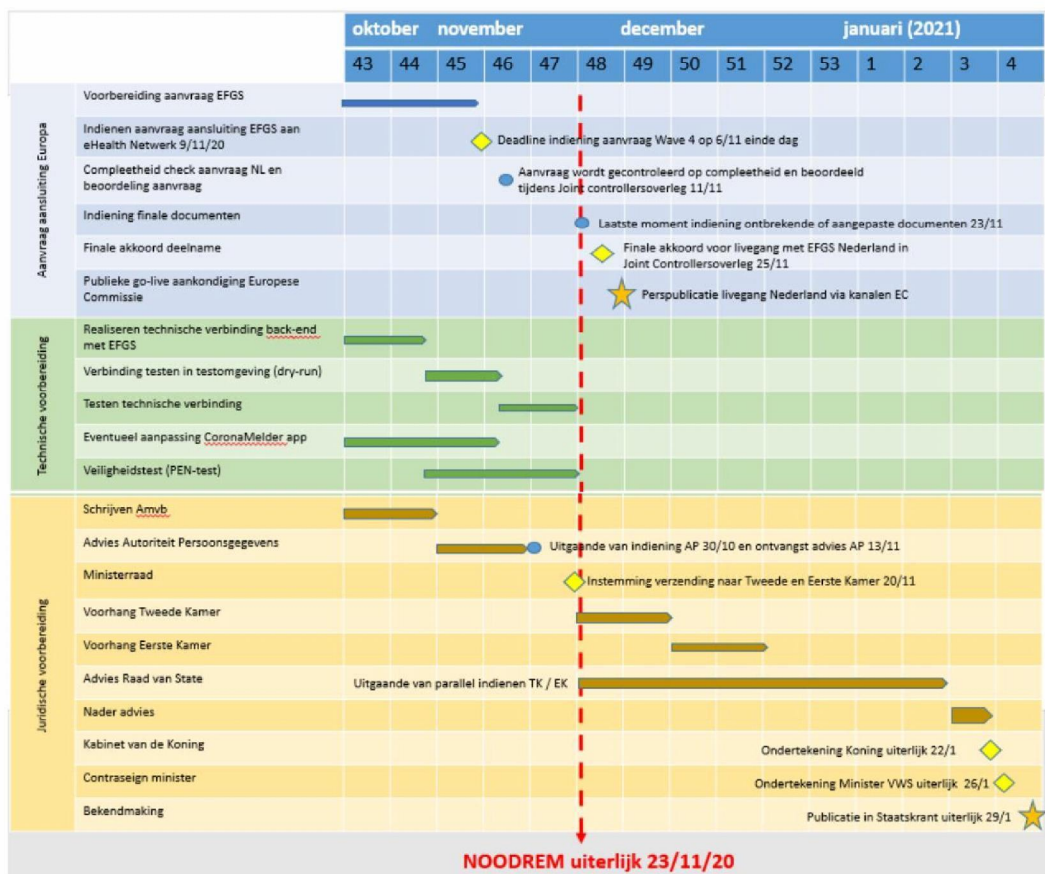 oktober november december januari (2021)
43 44 45 46 47 48 49 50 51 52 53 1 2 3 4
Aanvraag aansluiting Europa
Voorbereiding aanvraag EFGS
Indienen aanvraag aansluiting EFGS aan
eHealth Netwerk 9/11/20
Deadline indiening aanvraag Wave 4 op 6/11 einde dag
Compleetheid check aanvraag NL en
beoordeling aanvraag
Aanvraag wordt gecontroleerd op compleetheid en beoordeeld
tijdens Joint controllersoverleg 11/11
Indiening finale documenten
Laatste moment indiening ontbrekende of aangepaste documenten 23/11
Finale akkoord deelname
Finale akkoord voor livegang met EFGS Nederland in
Joint Controllersoverleg 25/11
Publieke go-live aankondiging Europese
Commissie
Perspublicatie livegang Nederland via kanalen EC
Technische voorbereiding
Realiseren technische verbinding back-end
met EFGS
Verbinding testen in testomgeving (dry-run)
Testen technische verbinding
Eventueel aanpassing CoronaMelder app
Veiligheidstest (PEN-test)
Juridische voorbereiding
Schrijven Amvb
Advies Autoriteit Persoonsgegevens
Uitgaande van indiening AP 30/10 en ontvangst advies AP 13/11
Ministerraad
Instemming verzending naar Tweede en Eerste Kamer 20/11
Voorhang Tweede Kamer
Voorhang Eerste Kamer
Advies Raad van State
Uitgaande van parallel indienen TK / EK
Nader advies
Kabinet van de Koning
Ondertekening Koning uiterlijk 22/1
Contraseign minister
Ondertekening Minister VWS uiterlijk 26/1
Bekendmaking
Publicatie in Staatskrant uiterlijk 29/1
NOODREM uiterlijk 23/11/20